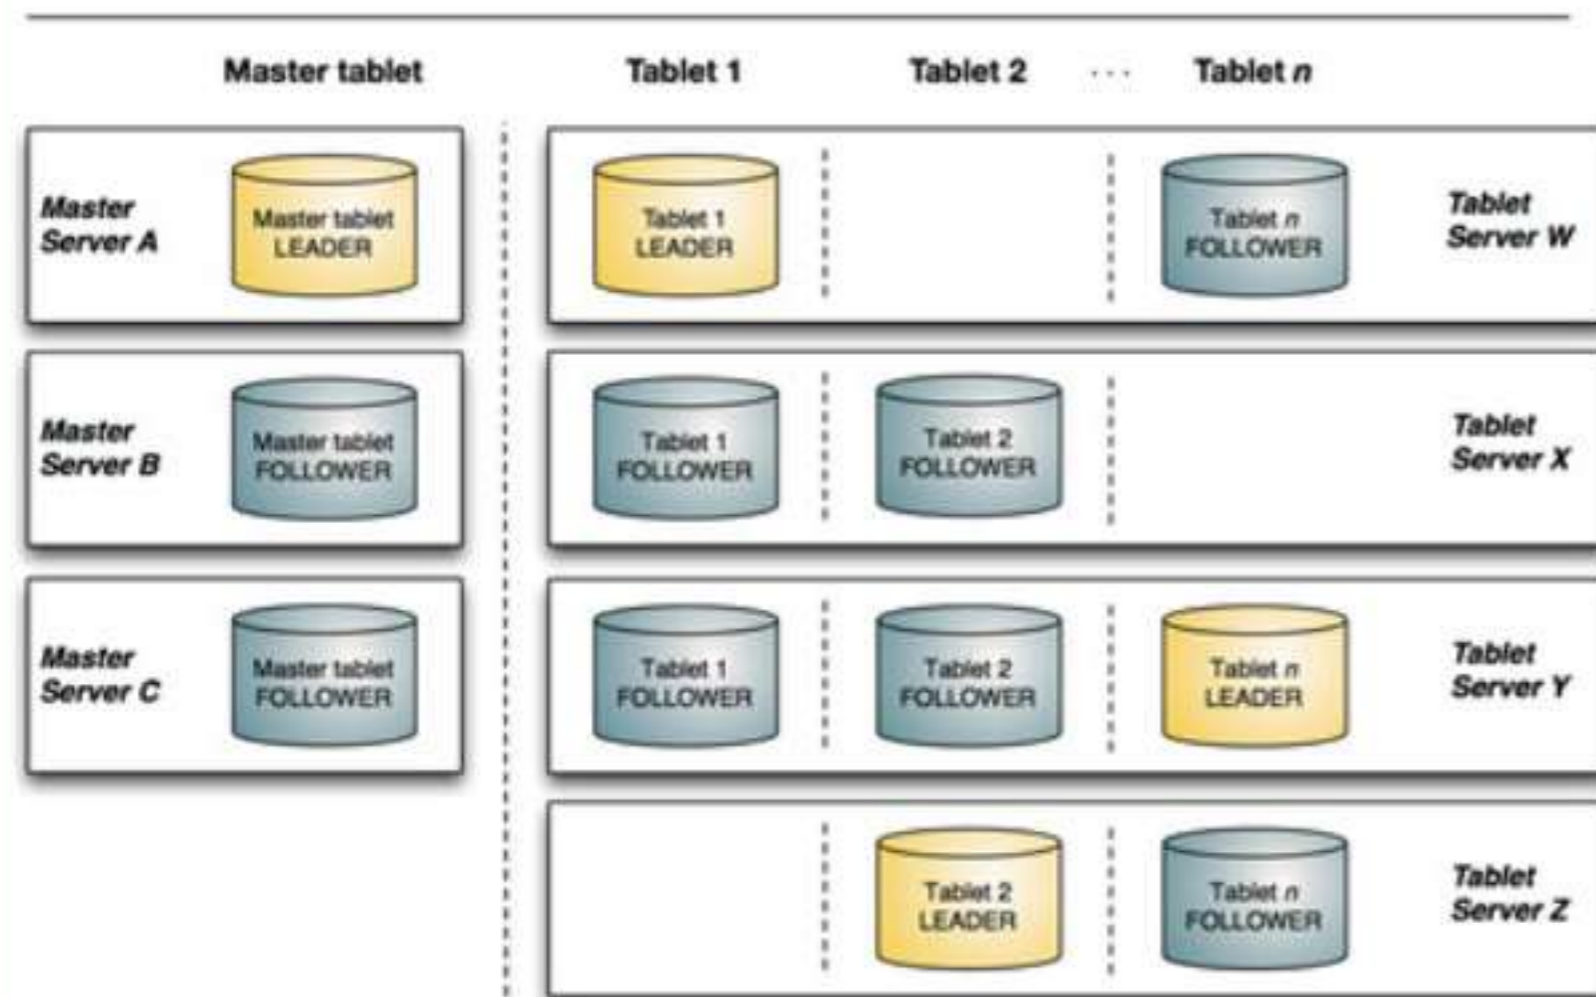 Master tablet
Tablet 1
Tablet 2
...
Tablet n
Master
Server A
Master tablet
LEADER
Tablet 1
LEADER
Tablet n
FOLLOWER
Tablet
Server W
Master
Server B
Master tablet
FOLLOWER
Tablet 1
FOLLOWER
Tablet 2
FOLLOWER
Tablet
Server X
Master
Server C
Master tablet
FOLLOWER
Tablet 1
FOLLOWER
Tablet 2
FOLLOWER
Tablet n
LEADER
Tablet
Server Y
Tablet 2
LEADER
Tablet n
FOLLOWER
Tablet
Server Z